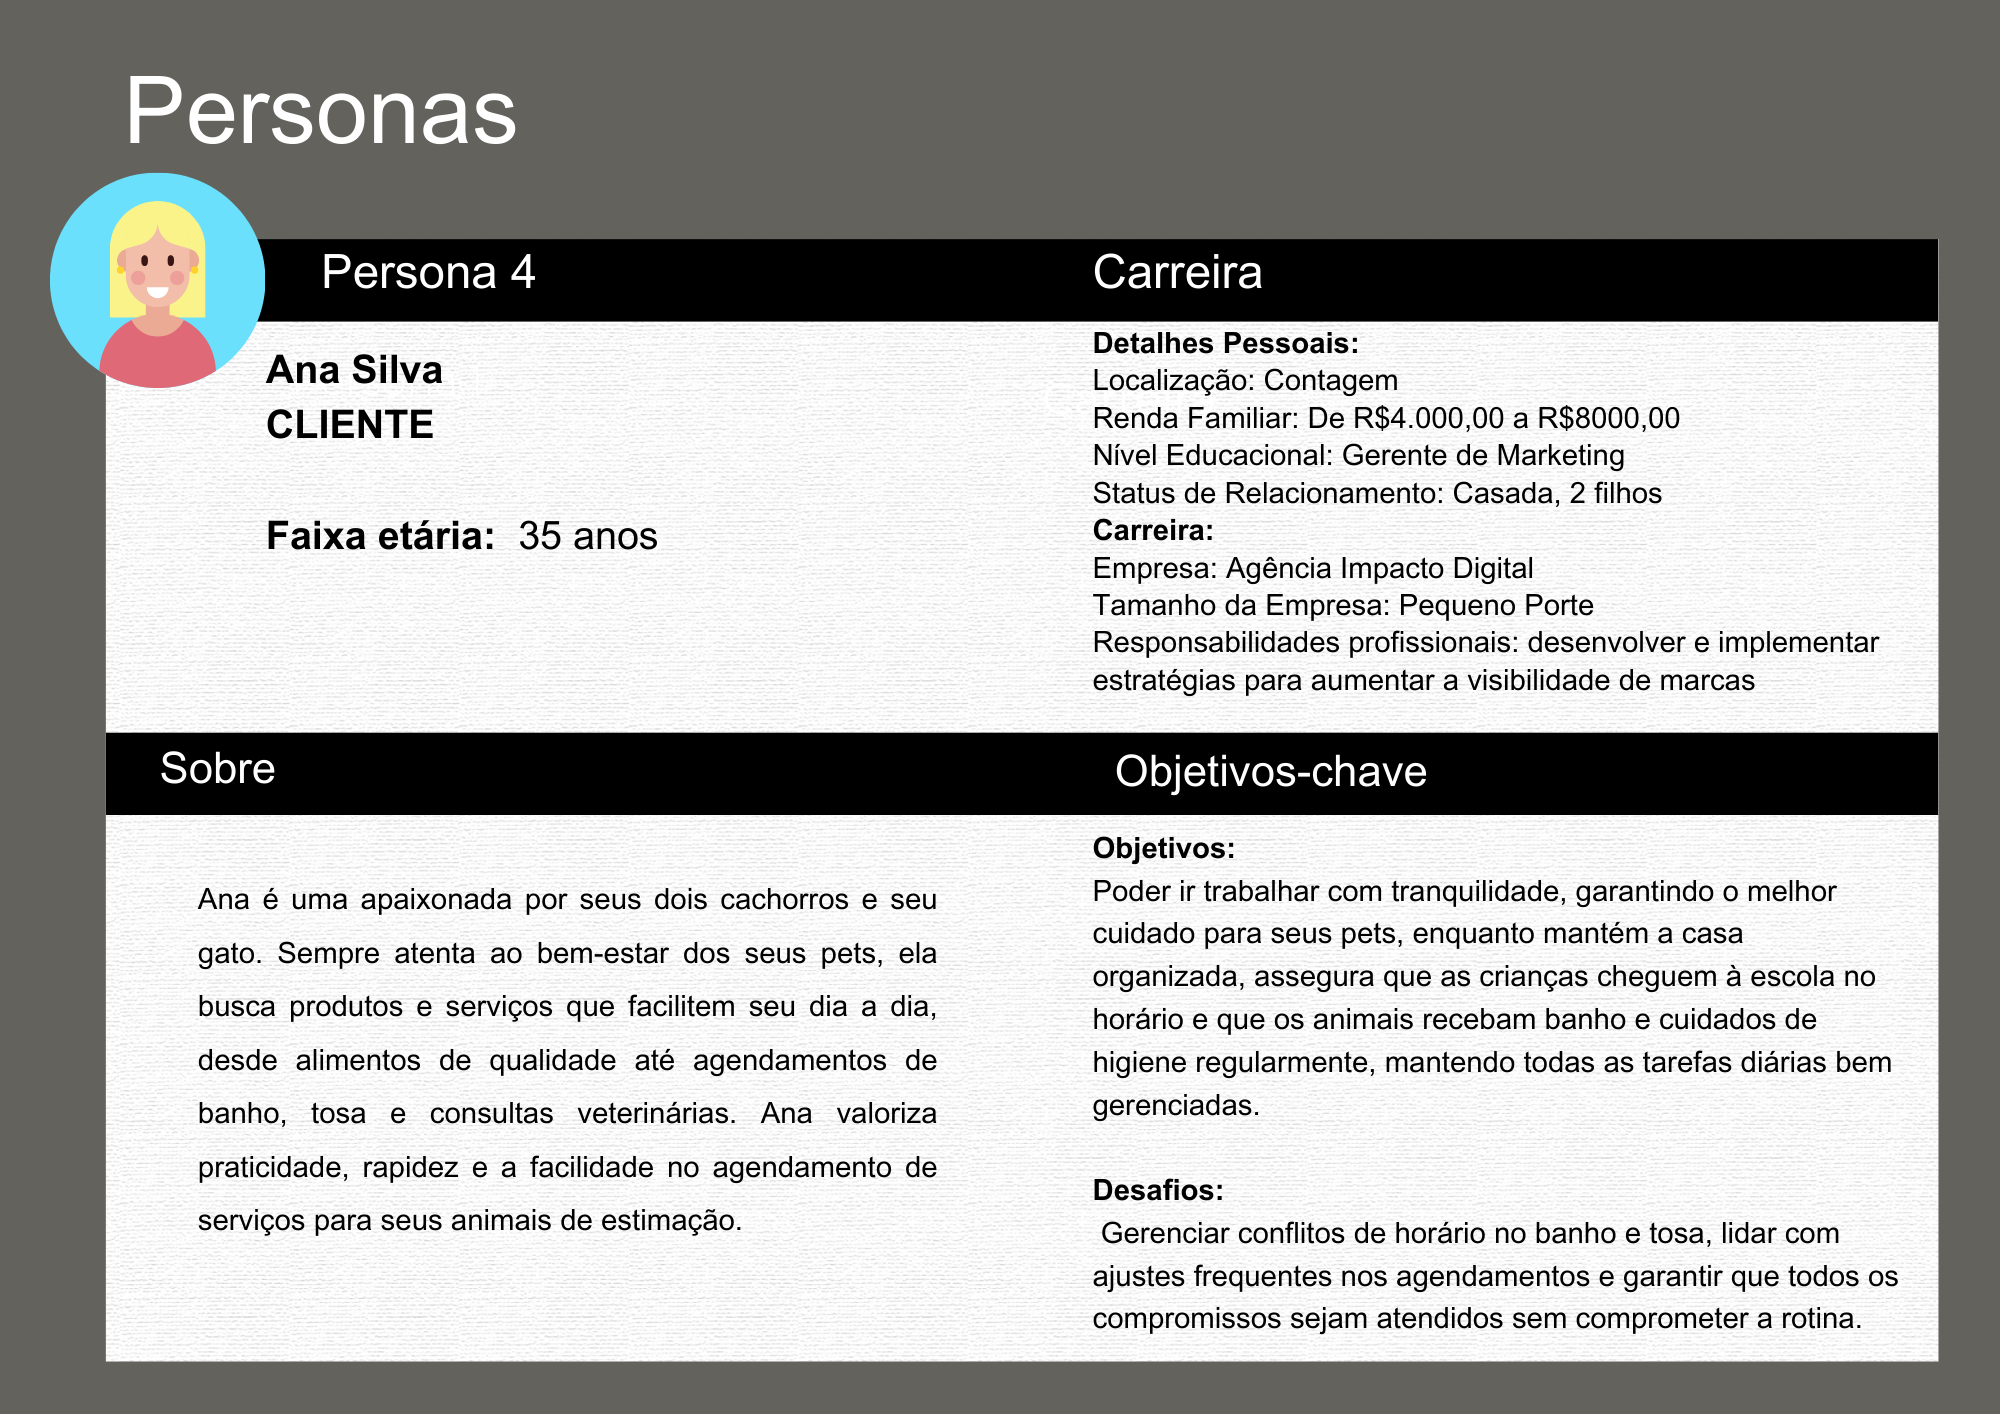 Personas
Persona 4
Ana Silva
CLIENTE
Faixa etária: 35 anos
Carreira
Detalhes Pessoais:
Localização: Contagem
Renda Familiar: De R$4.000,00 a R$8000,00
Nível Educacional: Gerente de Marketing
Status de Relacionamento: Casada, 2 filhos
Carreira:
Empresa: Agência Impacto Digital
Tamanho da Empresa: Pequeno Porte
Responsabilidades profissionais: desenvolver e implementar
estratégias para aumentar a visibilidade de marcas
Sobre
Ana é uma apaixonada por seus dois cachorros e seu
gato. Sempre atenta ao bem-estar dos seus pets, ela
busca produtos e serviços que facilitem seu dia a dia,
desde alimentos de qualidade até agendamentos de
banho, tosa e consultas veterinárias. Ana valoriza
praticidade, rapidez e a facilidade no agendamento de
serviços para seus animais de estimação.
Objetivos-chave
Objetivos:
Poder ir trabalhar com tranquilidade, garantindo o melhor
cuidado para seus pets, enquanto mantém a casa
organizada, assegura que as crianças cheguem à escola no
horário e que os animais recebam banho e cuidados de
higiene regularmente, mantendo todas as tarefas diárias bem
gerenciadas.
Desafios:
Gerenciar conflitos de horário no banho e tosa, lidar com
ajustes frequentes nos agendamentos e garantir que todos os
compromissos sejam atendidos sem comprometer a rotina.